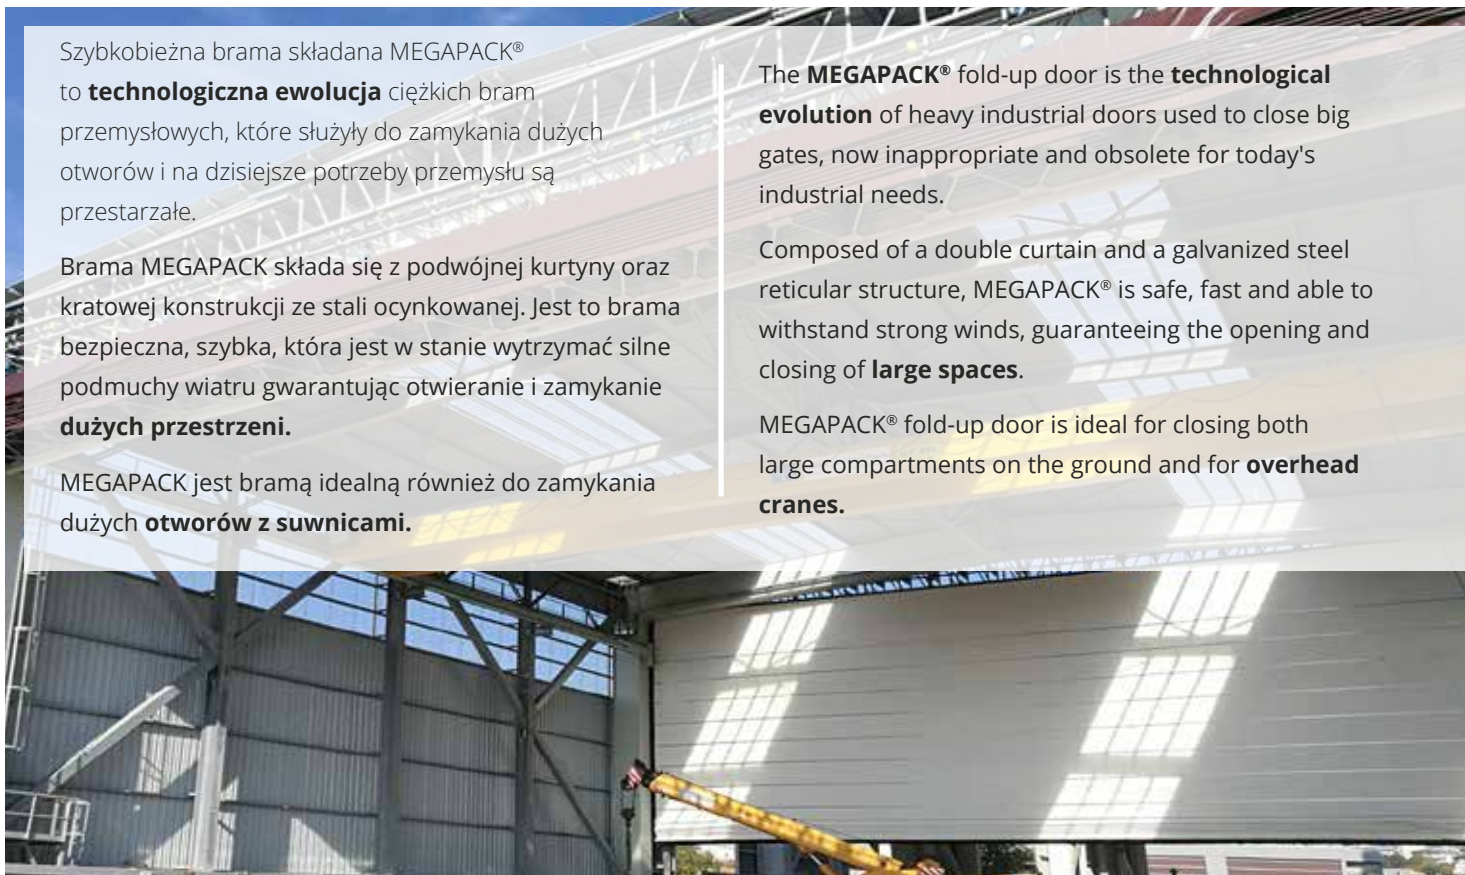 Szybkobieżna brama składana MEGAPACK®
to technologiczna ewolucja ciężkich bram
przemysłowych, które służyły do zamykania dużych
otworów i na dzisiejsze potrzeby przemysłu są
przestarzałe.
Brama MEGAPACK składa się z podwójnej kurtyny oraz
kratowej konstrukcji ze stali ocynkowanej. Jest to brama
bezpieczna, szybka, która jest w stanie wytrzymać silne
podmuchy wiatru gwarantując otwieranie i zamykanie
dużych przestrzeni.
MEGAPACK jest bramą idealną również do zamykania
dużych otworów z suwnicami.
The MEGAPACK® fold-up door is the technological
evolution of heavy industrial doors used to close big
gates, now inappropriate and obsolete for today's
industrial needs.
Composed of a double curtain and a galvanized steel
reticular structure, MEGAPACK® is safe, fast and able to
withstand strong winds, guaranteeing the opening and
closing of large spaces.
MEGAPACK® fold-up door is ideal for closing both
large compartments on the ground and for overhead
cranes.